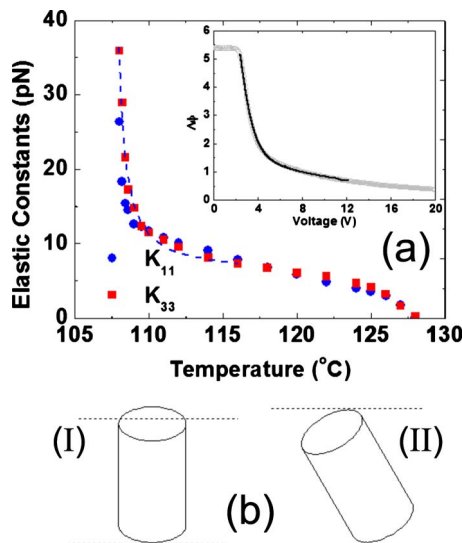 40
30
20
10
0
Elastic Constants (pN)
105 110 115 120 125 130
Temperature (°C)
K11
K33
(a)
6
5
4
3
2
1
0
Δϕ
0 4 8 12 16 20
Voltage (V)
(I)
(II)
(b)